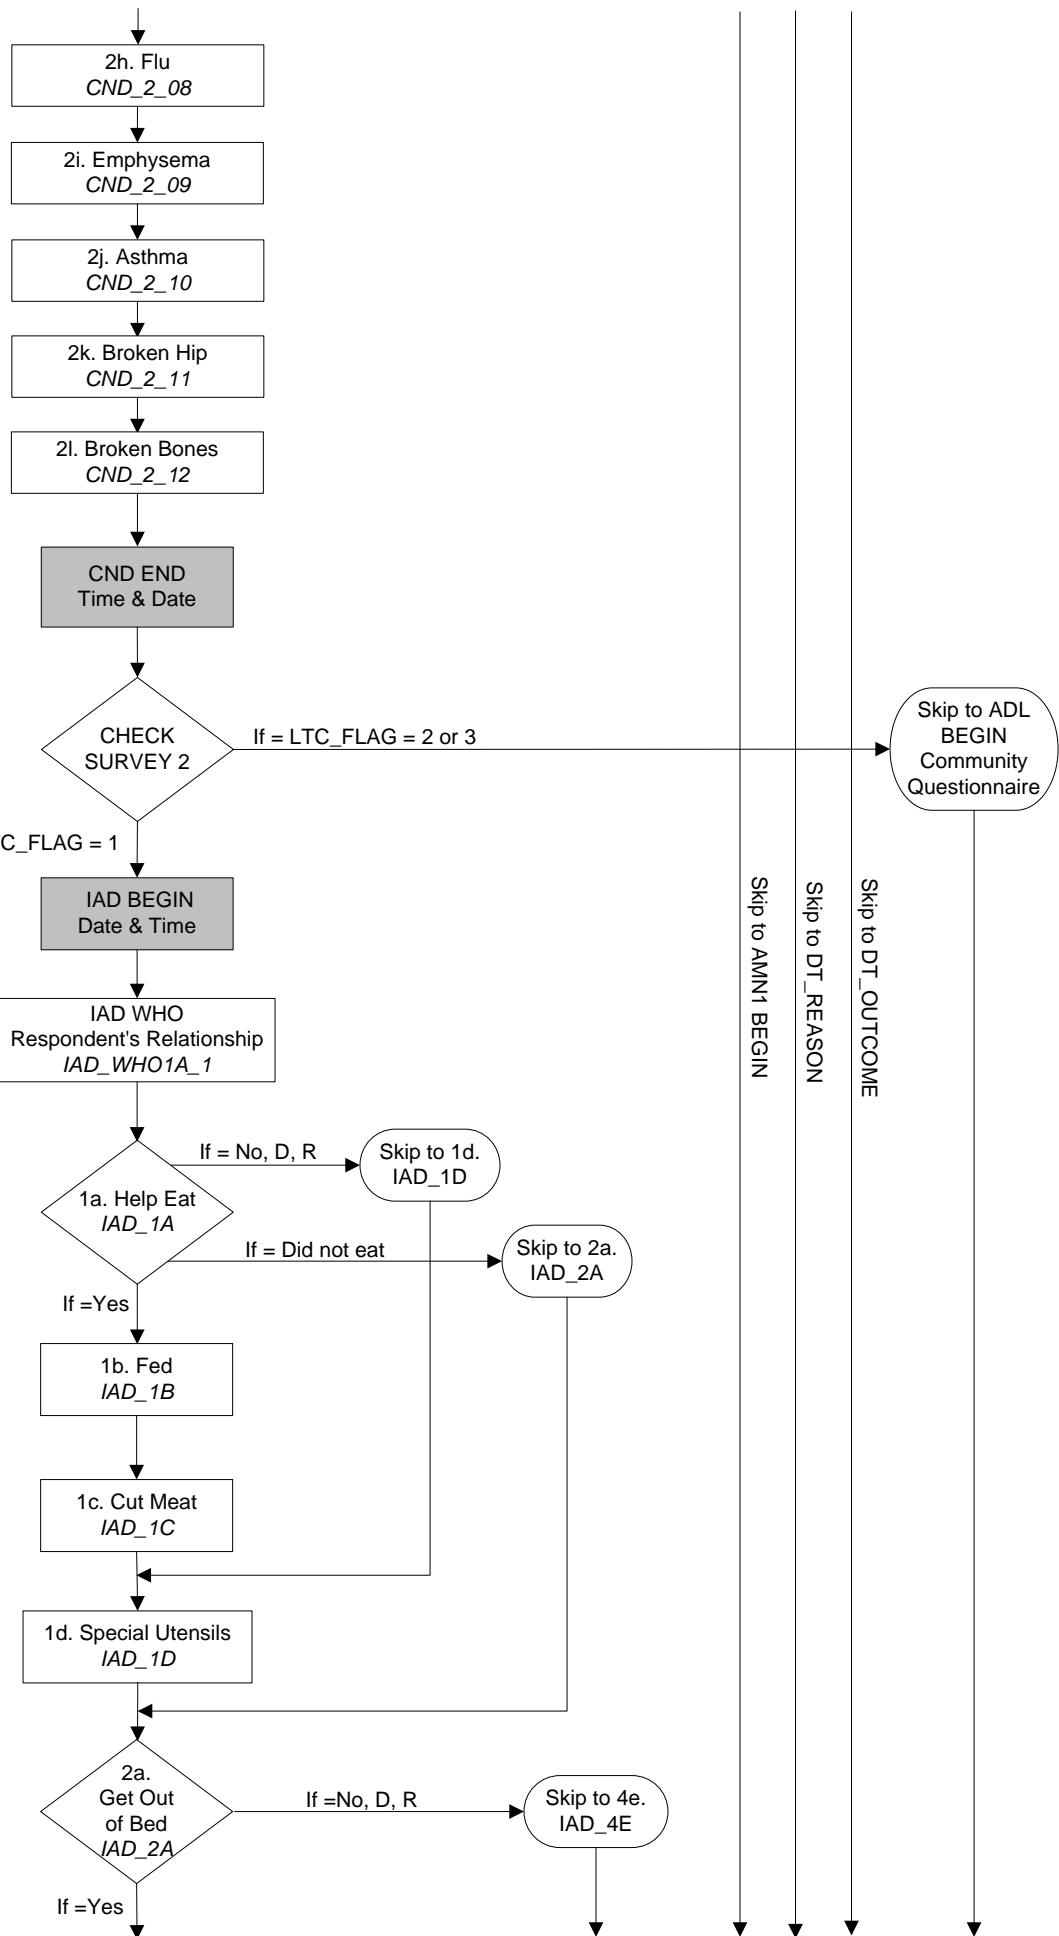 2h. Flu
CND_2_08
2i. Emphysema
CND_2_09
2j. Asthma
CND_2_10
2k. Broken Hip
CND_2_11
2l. Broken Bones
CND_2_12
CND END
Time & Date
CHECK
SURVEY 2
If = LTC_FLAG = 2 or 3
Skip to ADL
BEGIN
Community
Questionnaire
C_FLAG = 1
IAD BEGIN
Date & Time
Skip to AMN1 BEGIN
Skip to DT_REASON
Skip to DT_OUTCOME
IAD WHO
Respondent's Relationship
IAD_WHO1A_1
1a. Help Eat
IAD_1A
If = No, D, R
Skip to 1d.
IAD_1D
If = Did not eat
Skip to 2a.
IAD_2A
If =Yes
1b. Fed
IAD_1B
1c. Cut Meat
IAD_1C
1d. Special Utensils
IAD_1D
2a.
Get Out
of Bed
IAD_2A
If =No, D, R
Skip to 4e.
IAD_4E
If =Yes